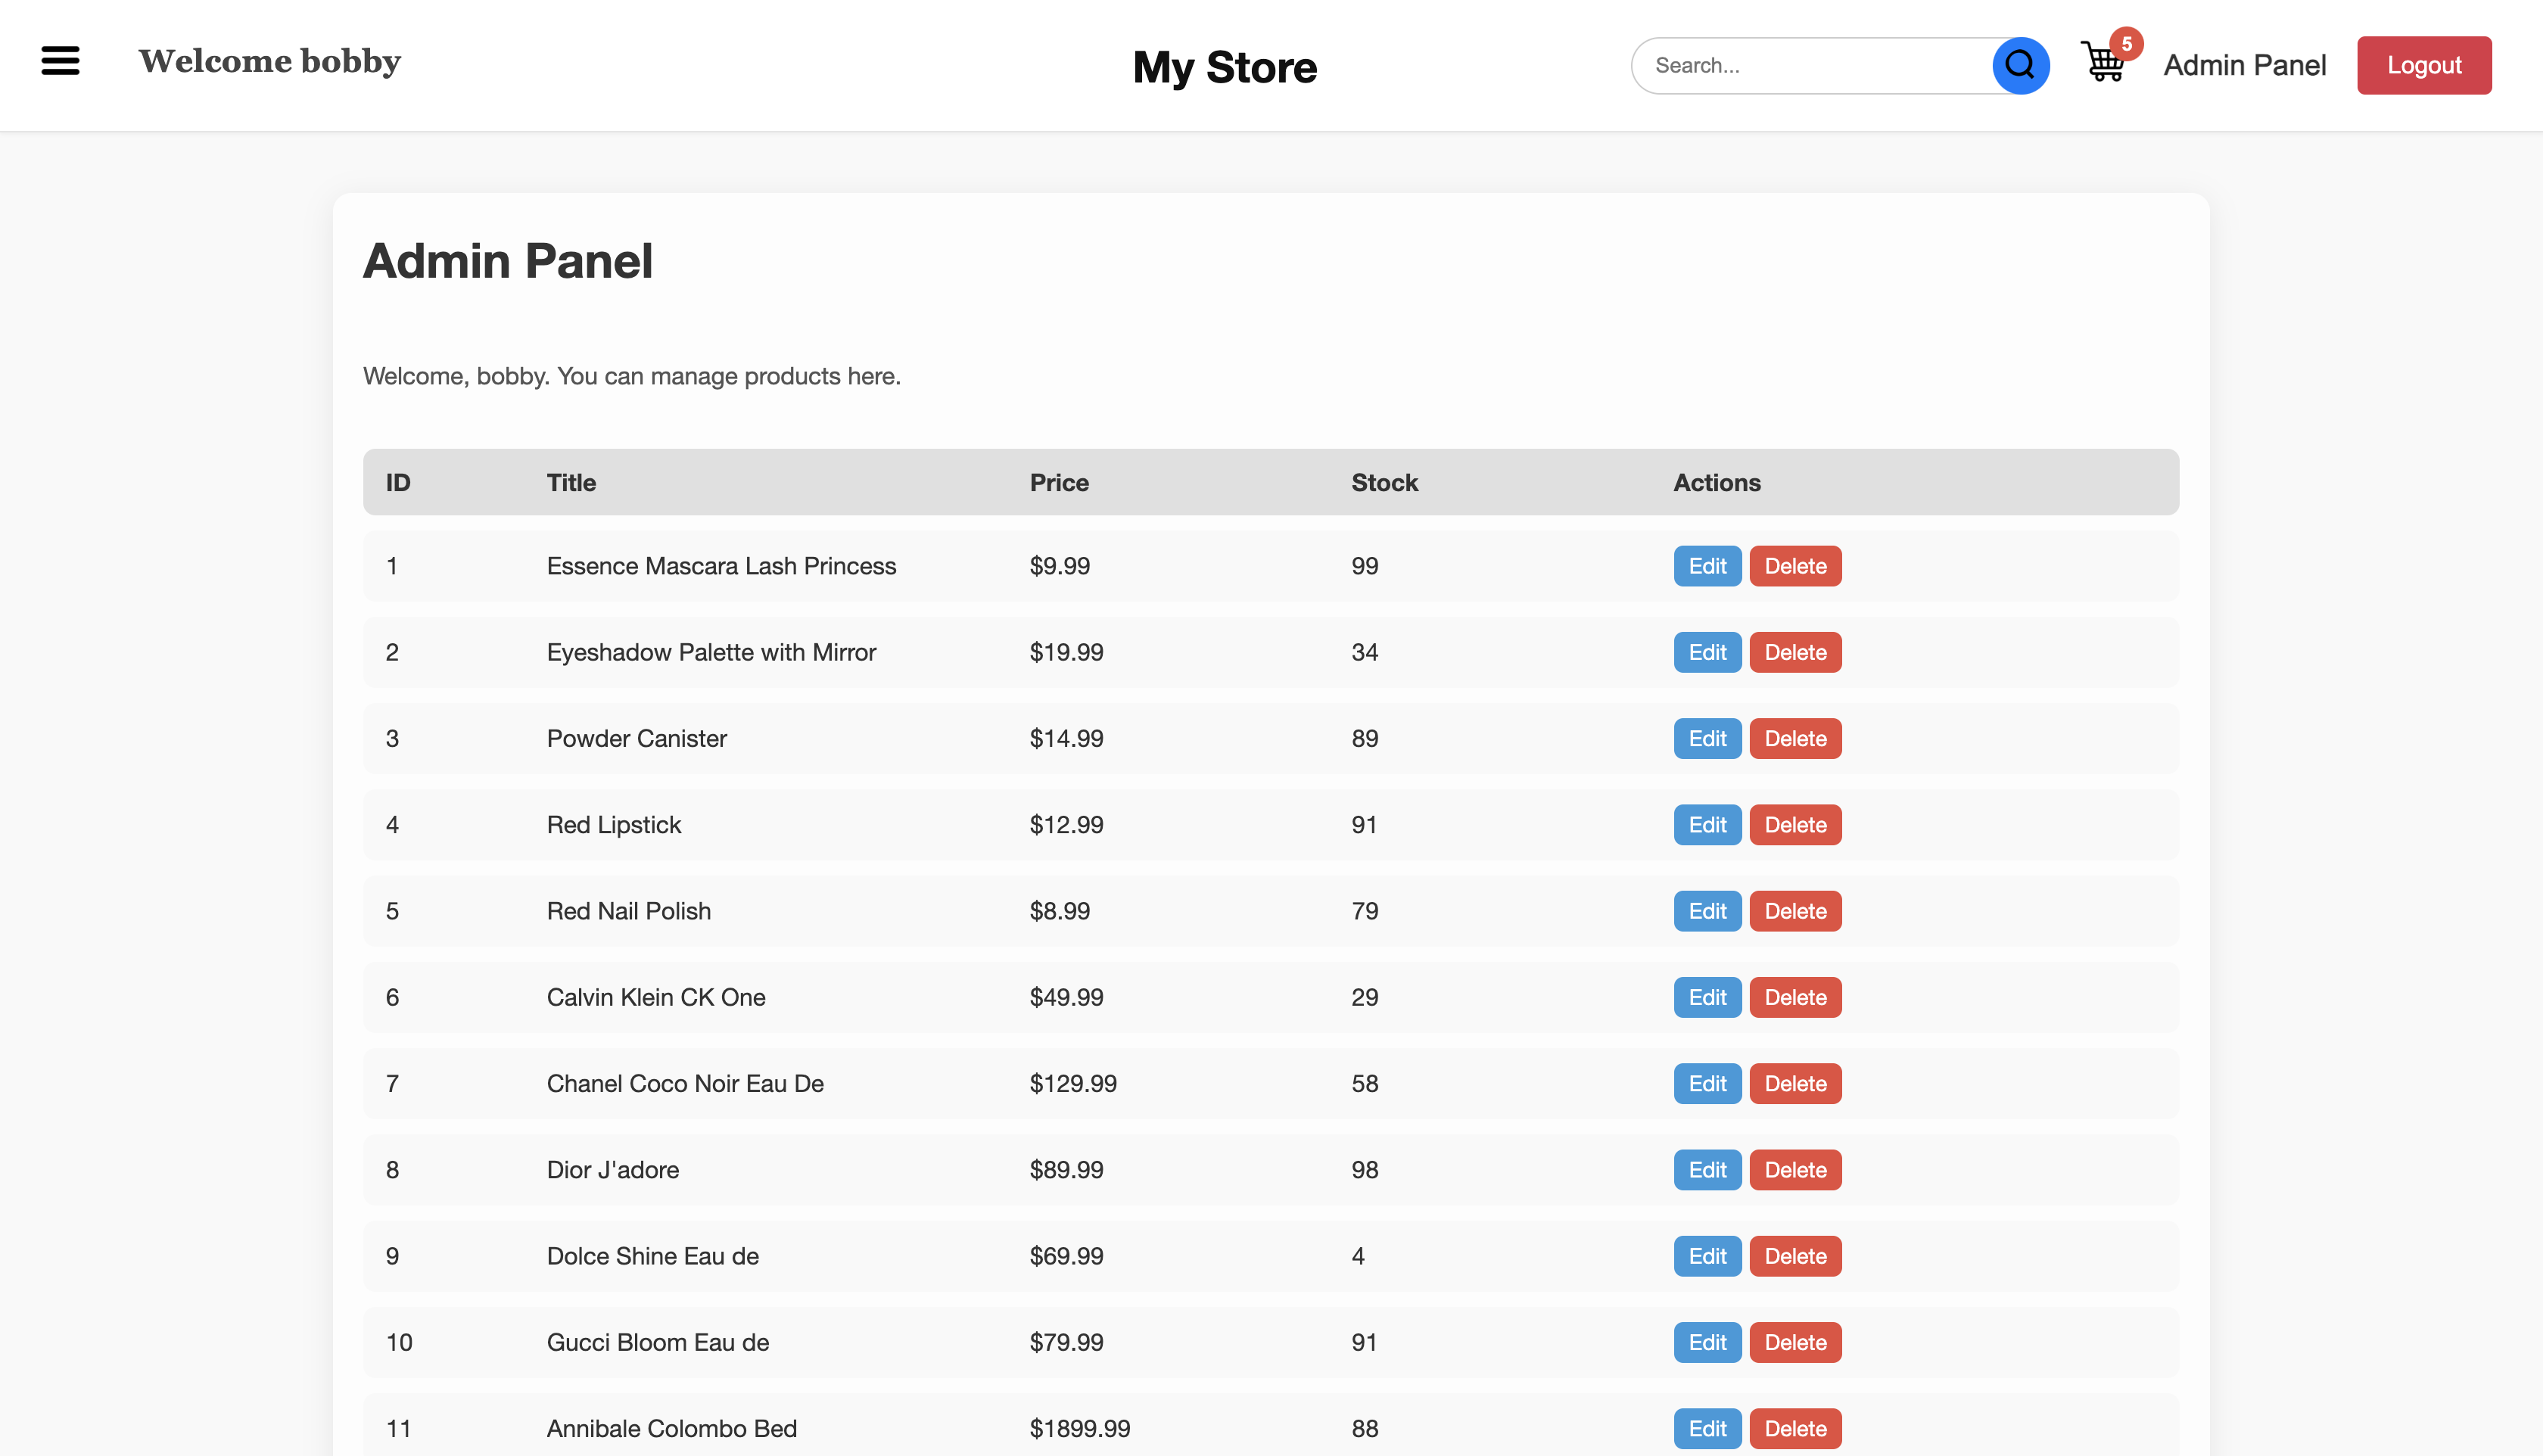 Welcome bobby
My Store
Search...
5
Admin Panel
Logout
Admin Panel
Welcome, bobby. You can manage products here.
ID Title Price Stock Actions
1 Essence Mascara Lash Princess $9.99 99 Edit Delete
2 Eyeshadow Palette with Mirror $19.99 34 Edit Delete
3 Powder Canister $14.99 89 Edit Delete
4 Red Lipstick $12.99 91 Edit Delete
5 Red Nail Polish $8.99 79 Edit Delete
6 Calvin Klein CK One $49.99 29 Edit Delete
7 Chanel Coco Noir Eau De $129.99 58 Edit Delete
8 Dior J'adore $89.99 98 Edit Delete
9 Dolce Shine Eau de $69.99 4 Edit Delete
10 Gucci Bloom Eau de $79.99 91 Edit Delete
11 Annibale Colombo Bed $1899.99 88 Edit Delete